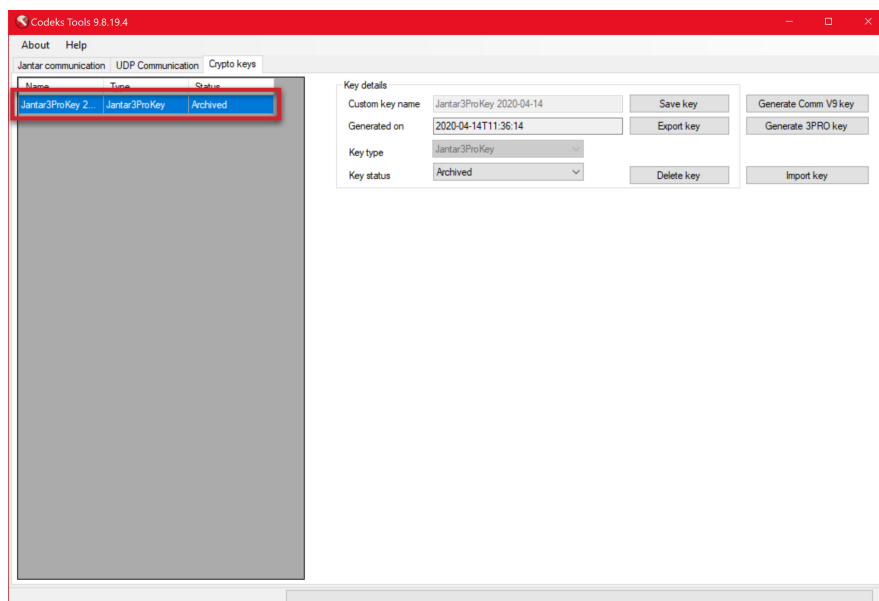 Codeks Tools 9.8.19.4
About Help
Jantar communication UDP Communication Crypto keys
Name Type Status
Jantar3ProKey 2... Jantar3ProKey Archived
Key details
Custom key name Jantar3ProKey 2020-04-14 Save key Generate Comm V9 key
Generated on 2020-04-14T11:36:14 Export key Generate 3PRO key
Key type Jantar3ProKey
Key status Archived Delete key Import key